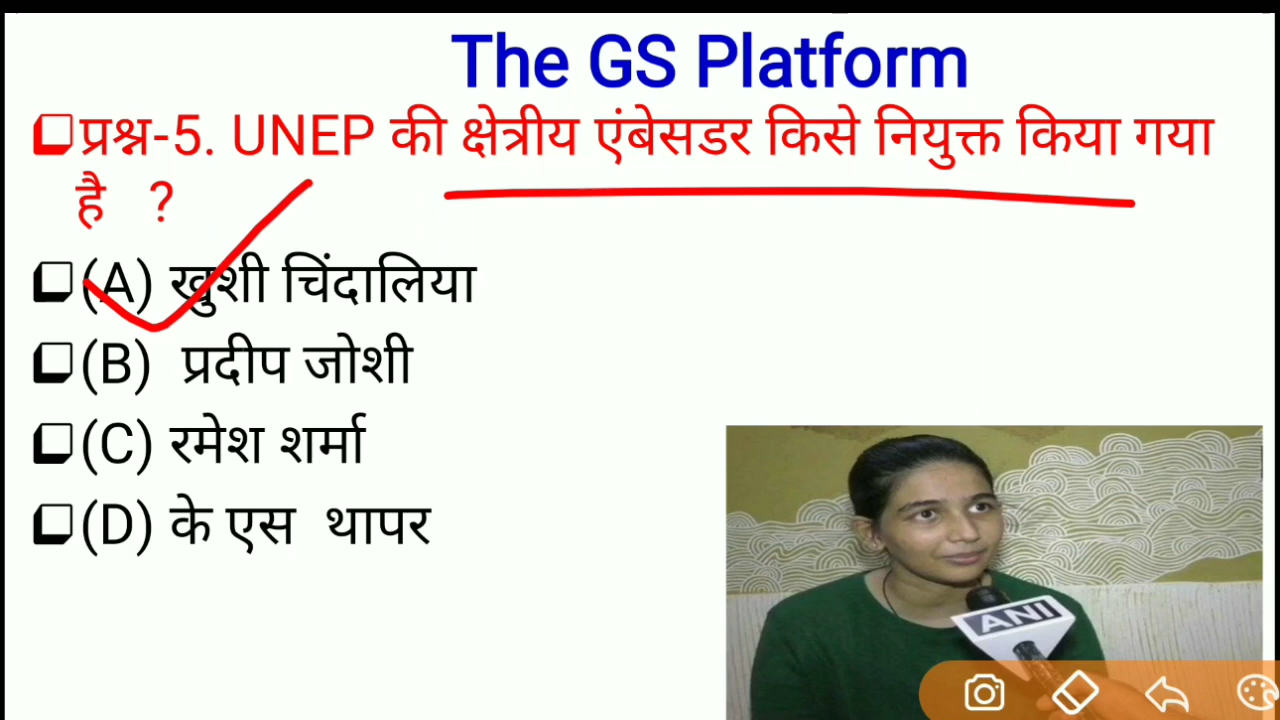 The GS Platform
प्रश्न-5. UNEP की क्षेत्रीय एंबेसडर किसे नियुक्त किया गया
है ?
(A) खुशी चिंदालिया
(B) प्रदीप जोशी
(C) रमेश शर्मा
(D) के एस थापर
ANI